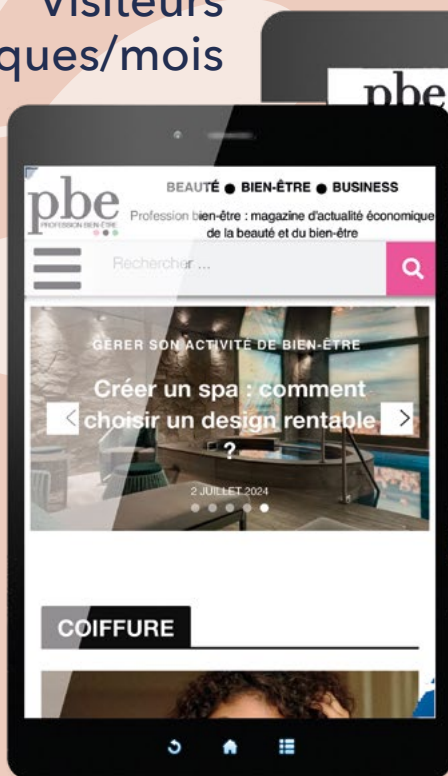 Visiteurs
ques/mois
pbe
pbe
PROFESSION BIEN-ÊTRE
BEAUTÉ ● BIEN-ÊTRE ● BUSINESS
Profession bien-être : magazine d'actualité économique
de la beauté et du bien-être
Rechercher ...
GÉRER SON ACTIVITÉ DE BIEN-ÊTRE
Créer un spa : comment
choisir un design rentable
?
2 JUILLET 2024
COIFFURE